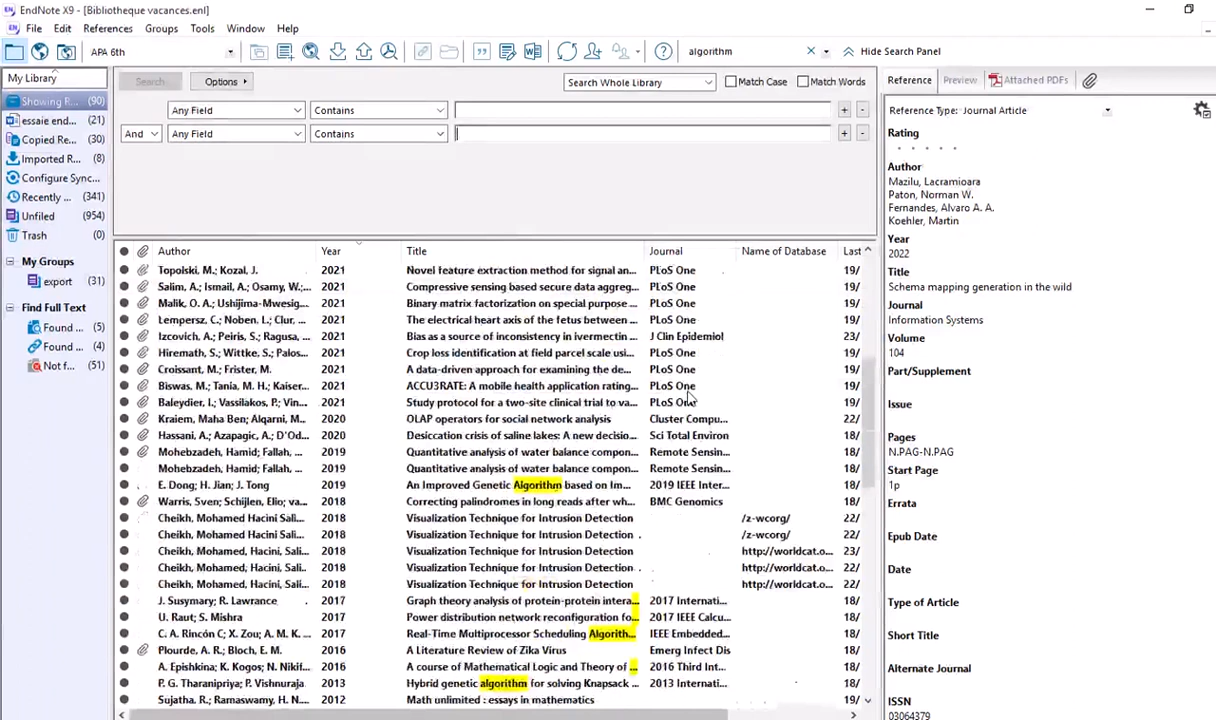 EndNote X9 - [Bibliotheque vacances.enl]
File Edit References Groups Tools Window Help
APA 6th algorithm Hide Search Panel
My Library
Showing R... (90)
essaie end... (21)
Copied Re... (30)
Imported R... (8)
Configure Sync...
Recently ... (341)
Unfiled (954)
Trash (0)
My Groups
export (31)
Find Full Text
Found ... (5)
Found ... (4)
Not f... (51)
Search Options Search Whole Library Match Case Match Words
Any Field Contains + -
And Any Field Contains + -
Author Year Title Journal Name of Database Last
Topolski, M.; Kozal, J. 2021 Novel feature extraction method for signal an... PLoS One 19/
Salim, A.; Ismail, A.; Osamy, W.;... 2021 Compressive sensing based secure data aggreg... PLoS One 19/
Malik, O. A.; Ushijima-Mwesig... 2021 Binary matrix factorization on special purpose ... PLoS One 19/
Lempersz, C.; Noben, L.; Clur, ... 2021 The electrical heart axis of the fetus between ... PLoS One 19/
Izcovich, A.; Peiris, S.; Ragusa, ... 2021 Bias as a source of inconsistency in ivermectin ... J Clin Epidemiol 23/
Hiremath, S.; Wittke, S.; Palos... 2021 Crop loss identification at field parcel scale usi... PLoS One 19/
Croissant, M.; Frister, M. 2021 A data-driven approach for examining the de... PLoS One 19/
Biswas, M.; Tania, M. H.; Kaiser... 2021 ACCU3RATE: A mobile health application rating... PLoS One 19/
Baleydier, I.; Vassilakos, P.; Vin... 2021 Study protocol for a two-site clinical trial to va... PLoS One 19/
Kraiem, Maha Ben; Alqarni, M... 2020 OLAP operators for social network analysis Cluster Compu... 22/
Hassani, A.; Azapagic, A.; D'Od... 2020 Desiccation crisis of saline lakes: A new decisio... Sci Total Environ 18/
Mohebzadeh, Hamid; Fallah, ... 2019 Quantitative analysis of water balance compon... Remote Sensin... 18/
Mohebzadeh, Hamid; Fallah, ... 2019 Quantitative analysis of water balance compon... Remote Sensin... 18/
E. Dong; H. Jian; J. Tong 2019 An Improved Genetic Algorithm based on Im... 2019 IEEE Inter... 18/
Warris, Sven; Schijlen, Elio; va... 2018 Correcting palindromes in long reads after wh... BMC Genomics 18/
Cheikh, Mohamed Hacini Sali... 2018 Visualization Technique for Intrusion Detection /z-wcorg/ 22/
Cheikh, Mohamed Hacini Sali... 2018 Visualization Technique for Intrusion Detection . /z-wcorg/ 22/
Cheikh, Mohamed, Hacini, Sali... 2018 Visualization Technique for Intrusion Detection http://worldcat.o... 23/
Cheikh, Mohamed, Hacini, Sali... 2018 Visualization Technique for Intrusion Detection . http://worldcat.o... 22/
Cheikh, Mohamed, Hacini, Sali... 2018 Visualization Technique for Intrusion Detection http://worldcat.o... 22/
J. Susymary; R. Lawrance 2017 Graph theory analysis of protein-protein intera... 2017 Internati... 18/
U. Raut; S. Mishra 2017 Power distribution network reconfiguration fo... 2017 IEEE Calcu... 18/
C. A. Rincón C; X. Zou; A. M. K. ... 2017 Real-Time Multiprocessor Scheduling Algorith... IEEE Embedded... 18/
Plourde, A. R.; Bloch, E. M. 2016 A Literature Review of Zika Virus Emerg Infect Dis 18/
A. Epishkina; K. Kogos; N. Nikif... 2016 A course of Mathematical Logic and Theory of ... 2016 Third Int... 18/
P. G. Tharanipriya; P. Vishnuraja 2013 Hybrid genetic algorithm for solving Knapsack ... 2013 Internati... 18/
Sujatha, R.; Ramaswamy, H. N.... 2012 Math unlimited : essays in mathematics 19/
Reference Preview Attached PDFs
Reference Type: Journal Article
Rating
Author
Mazilu, Lacramioara
Paton, Norman W.
Fernandes, Alvaro A. A.
Koehler, Martin
Year
2022
Title
Schema mapping generation in the wild
Journal
Information Systems
Volume
104
Part/Supplement
Issue
Pages
N.PAG-N.PAG
Start Page
1p
Errata
Epub Date
Date
Type of Article
Short Title
Alternate Journal
ISSN
03064379